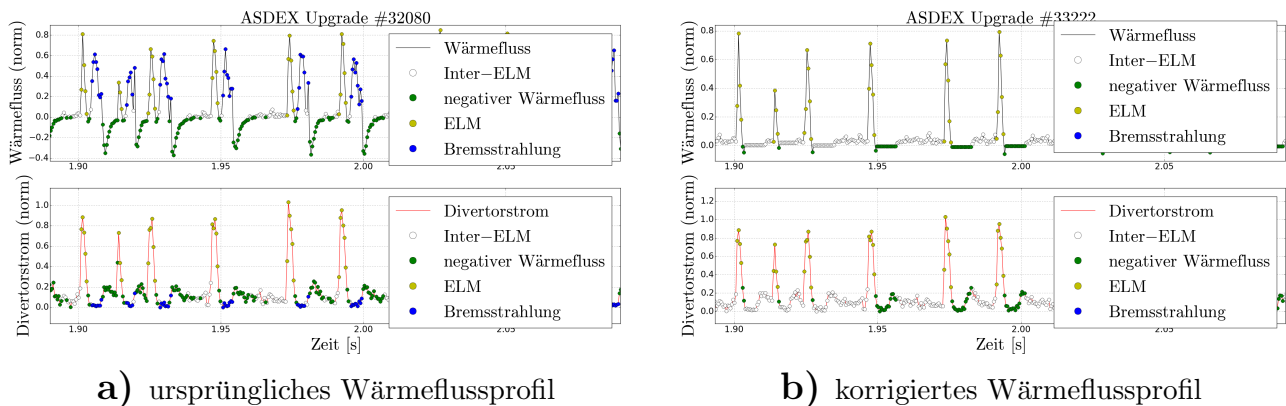 ASDEX Upgrade #32080
Wärmefluss (norm)
0.8
0.6
0.4
0.2
0.0
−0.2
−0.4
Wärmefluss
Inter−ELM
negativer Wärmefluss
ELM
Bremsstrahlung
1.90
1.95
2.00
2.05
Divertorstrom (norm)
1.0
0.8
0.6
0.4
0.2
0.0
Divertorstrom
Inter−ELM
negativer Wärmefluss
ELM
Bremsstrahlung
1.90
1.95
2.00
2.05
Zeit [s]
a) ursprüngliches Wärmeflussprofil
ASDEX Upgrade #33222
Wärmefluss (norm)
0.8
0.6
0.4
0.2
0.0
Wärmefluss
Inter−ELM
negativer Wärmefluss
ELM
Bremsstrahlung
1.90
1.95
2.00
2.05
Divertorstrom (norm)
1.2
1.0
0.8
0.6
0.4
0.2
0.0
Divertorstrom
Inter−ELM
negativer Wärmefluss
ELM
Bremsstrahlung
1.90
1.95
2.00
2.05
Zeit [s]
b) korrigiertes Wärmeflussprofil